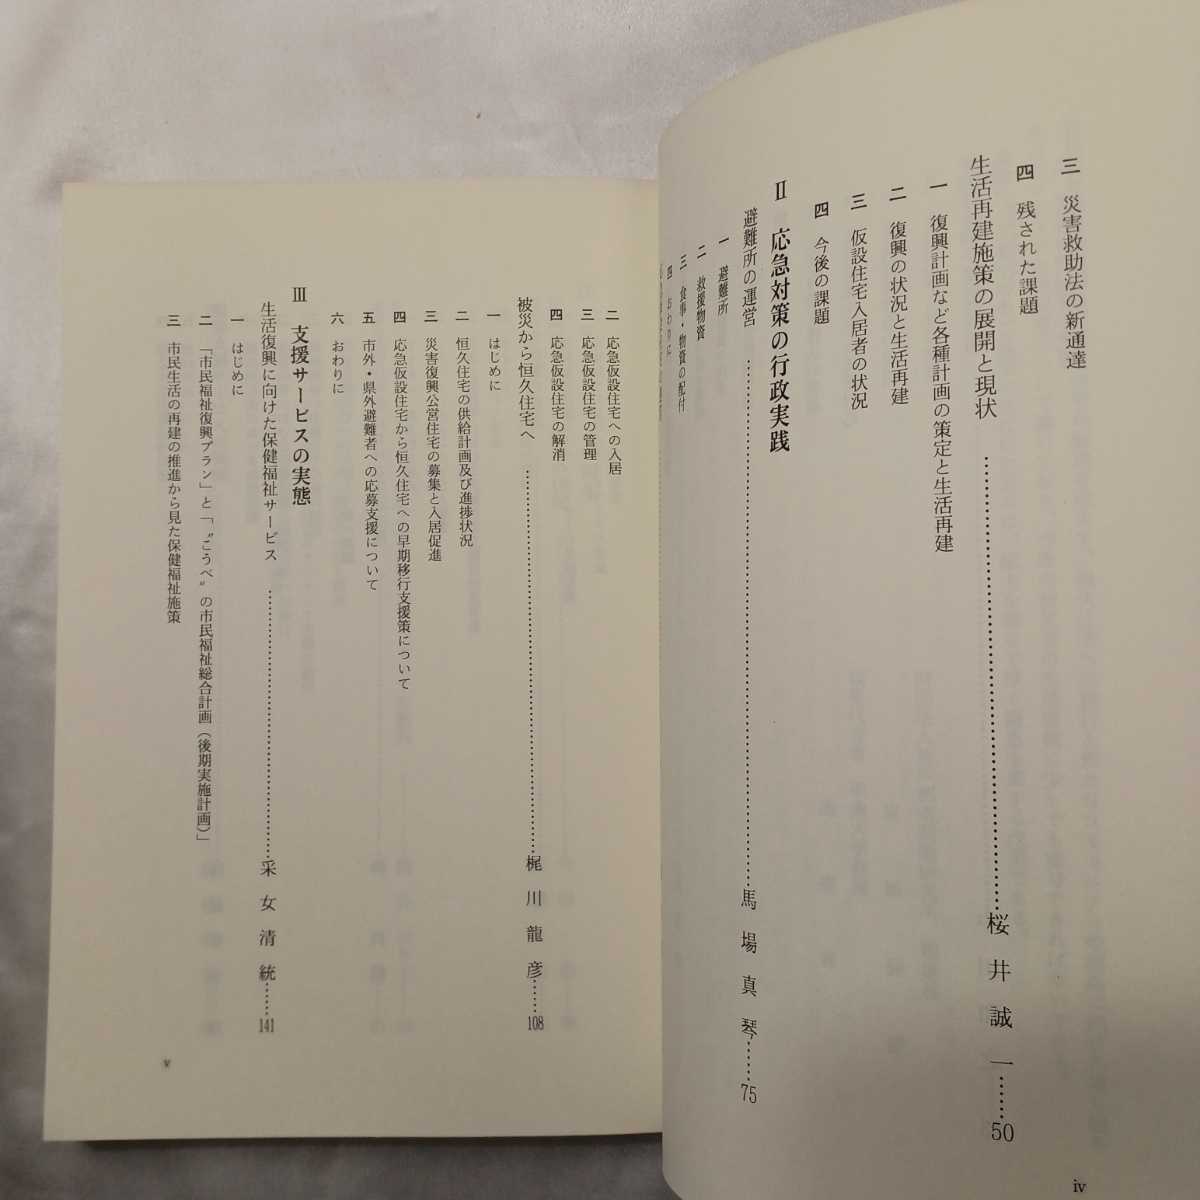 三 災害救助法の新通達
四 残された課題
生活再建施策の展開と現状……桜井誠一……50
一 復興計画など各種計画の策定と生活再建
二 復興の状況と生活再建
三 仮設住宅入居者の状況
四 今後の課題
Ⅱ 応急対策の行政実践
避難所の運営……馬場真琴……75
一 避難所
二 救援物資
三 食事・物資の配付
四 おわりに
iv
二 応急仮設住宅への入居
三 応急仮設住宅の管理
四 応急仮設住宅の解消
被災から恒久住宅へ……梶川龍彦……108
一 はじめに
二 恒久住宅の供給計画及び進捗状況
三 災害復興公営住宅の募集と入居促進
四 応急仮設住宅から恒久住宅への早期移行支援策について
五 市外・県外避難者への応募支援について
六 おわりに
Ⅲ 支援サービスの実態
生活復興に向けた保健福祉サービス……采女清統……141
一 はじめに
二 「市民福祉復興プラン」と「〝こうべ〟の市民福祉総合計画(後期実施計画)」
三 市民生活の再建の推進から見た保健福祉施策
v